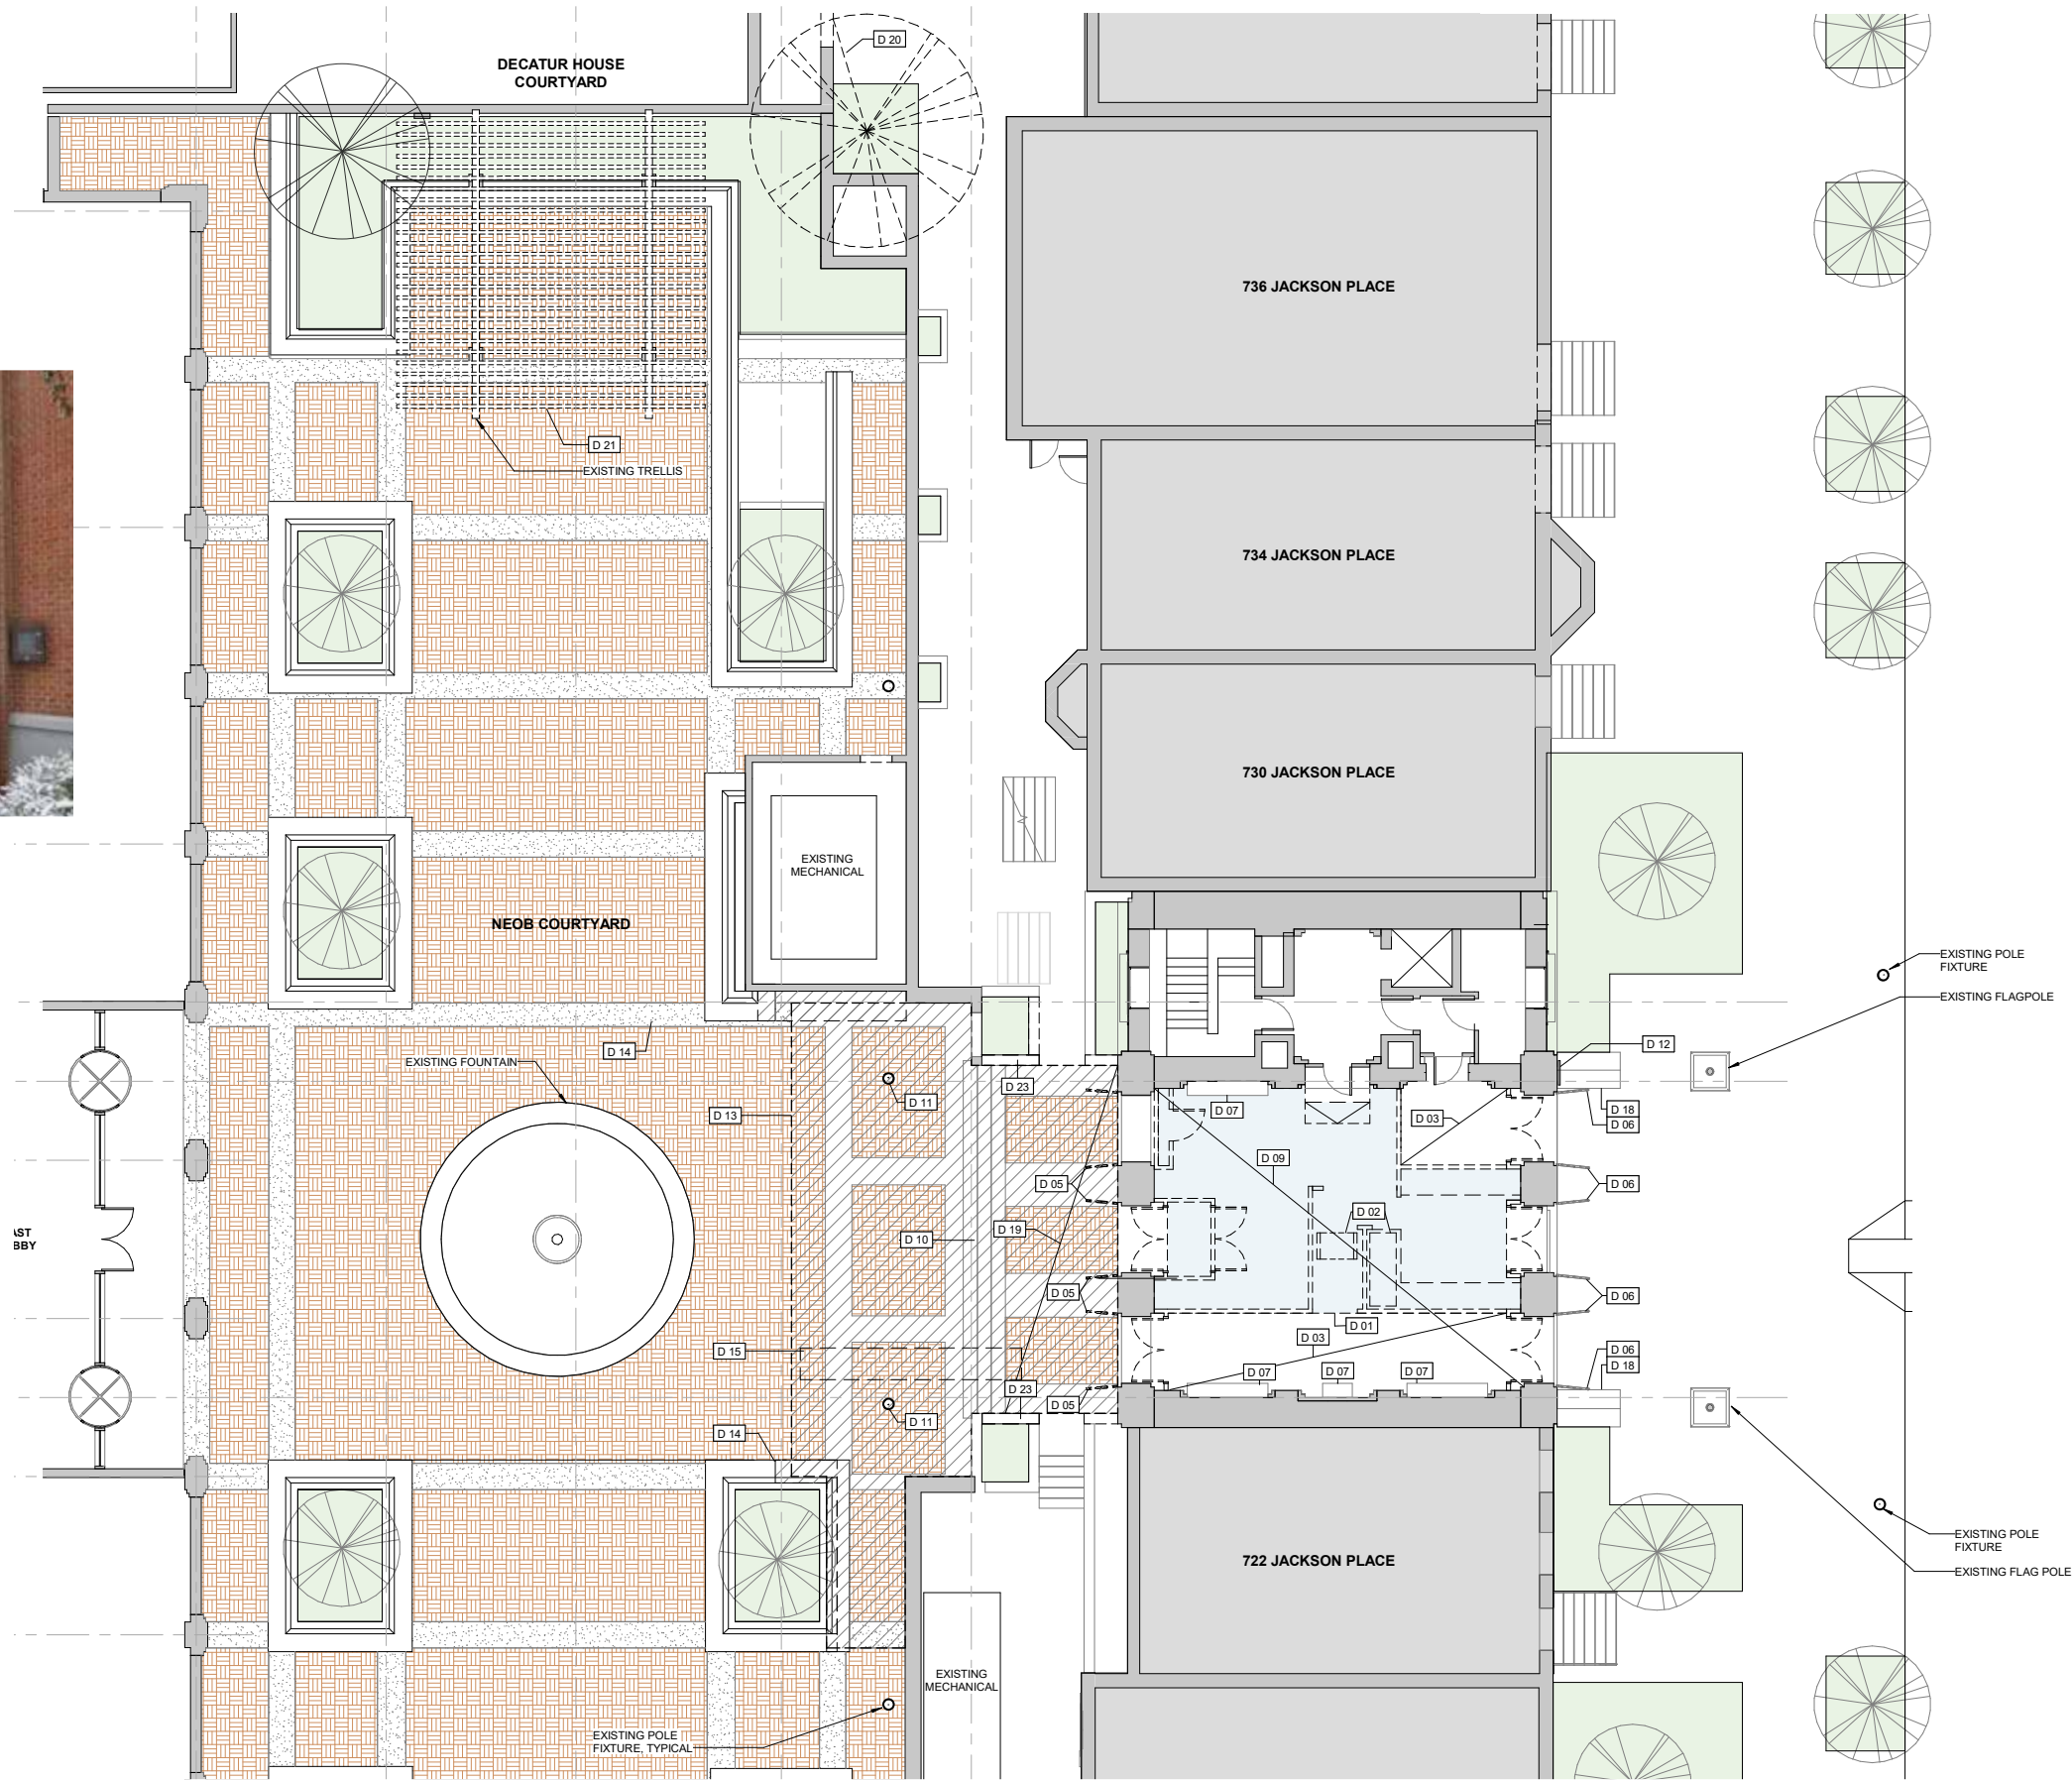 D 20
DECATUR HOUSE
COURTYARD
736 JACKSON PLACE
D 21
EXISTING TRELLIS
734 JACKSON PLACE
730 JACKSON PLACE
EXISTING
MECHANICAL
NEOB COURTYARD
EXISTING POLE
FIXTURE
EXISTING FLAGPOLE
D 14
D 12
EXISTING FOUNTAIN
D 23
D 11
D 13
D 07
D 03
D 18
D 06
D 09
D 05
D 06
D 02
D 19
D 10
AST
BBY
D 05
D 06
D 01
D 03
D 15
D 06
D 18
D 07
D 07
D 07
D 23
D 05
D 11
D 14
EXISTING POLE
FIXTURE
722 JACKSON PLACE
EXISTING FLAG POLE
EXISTING
MECHANICAL
EXISTING POLE
FIXTURE, TYPICAL